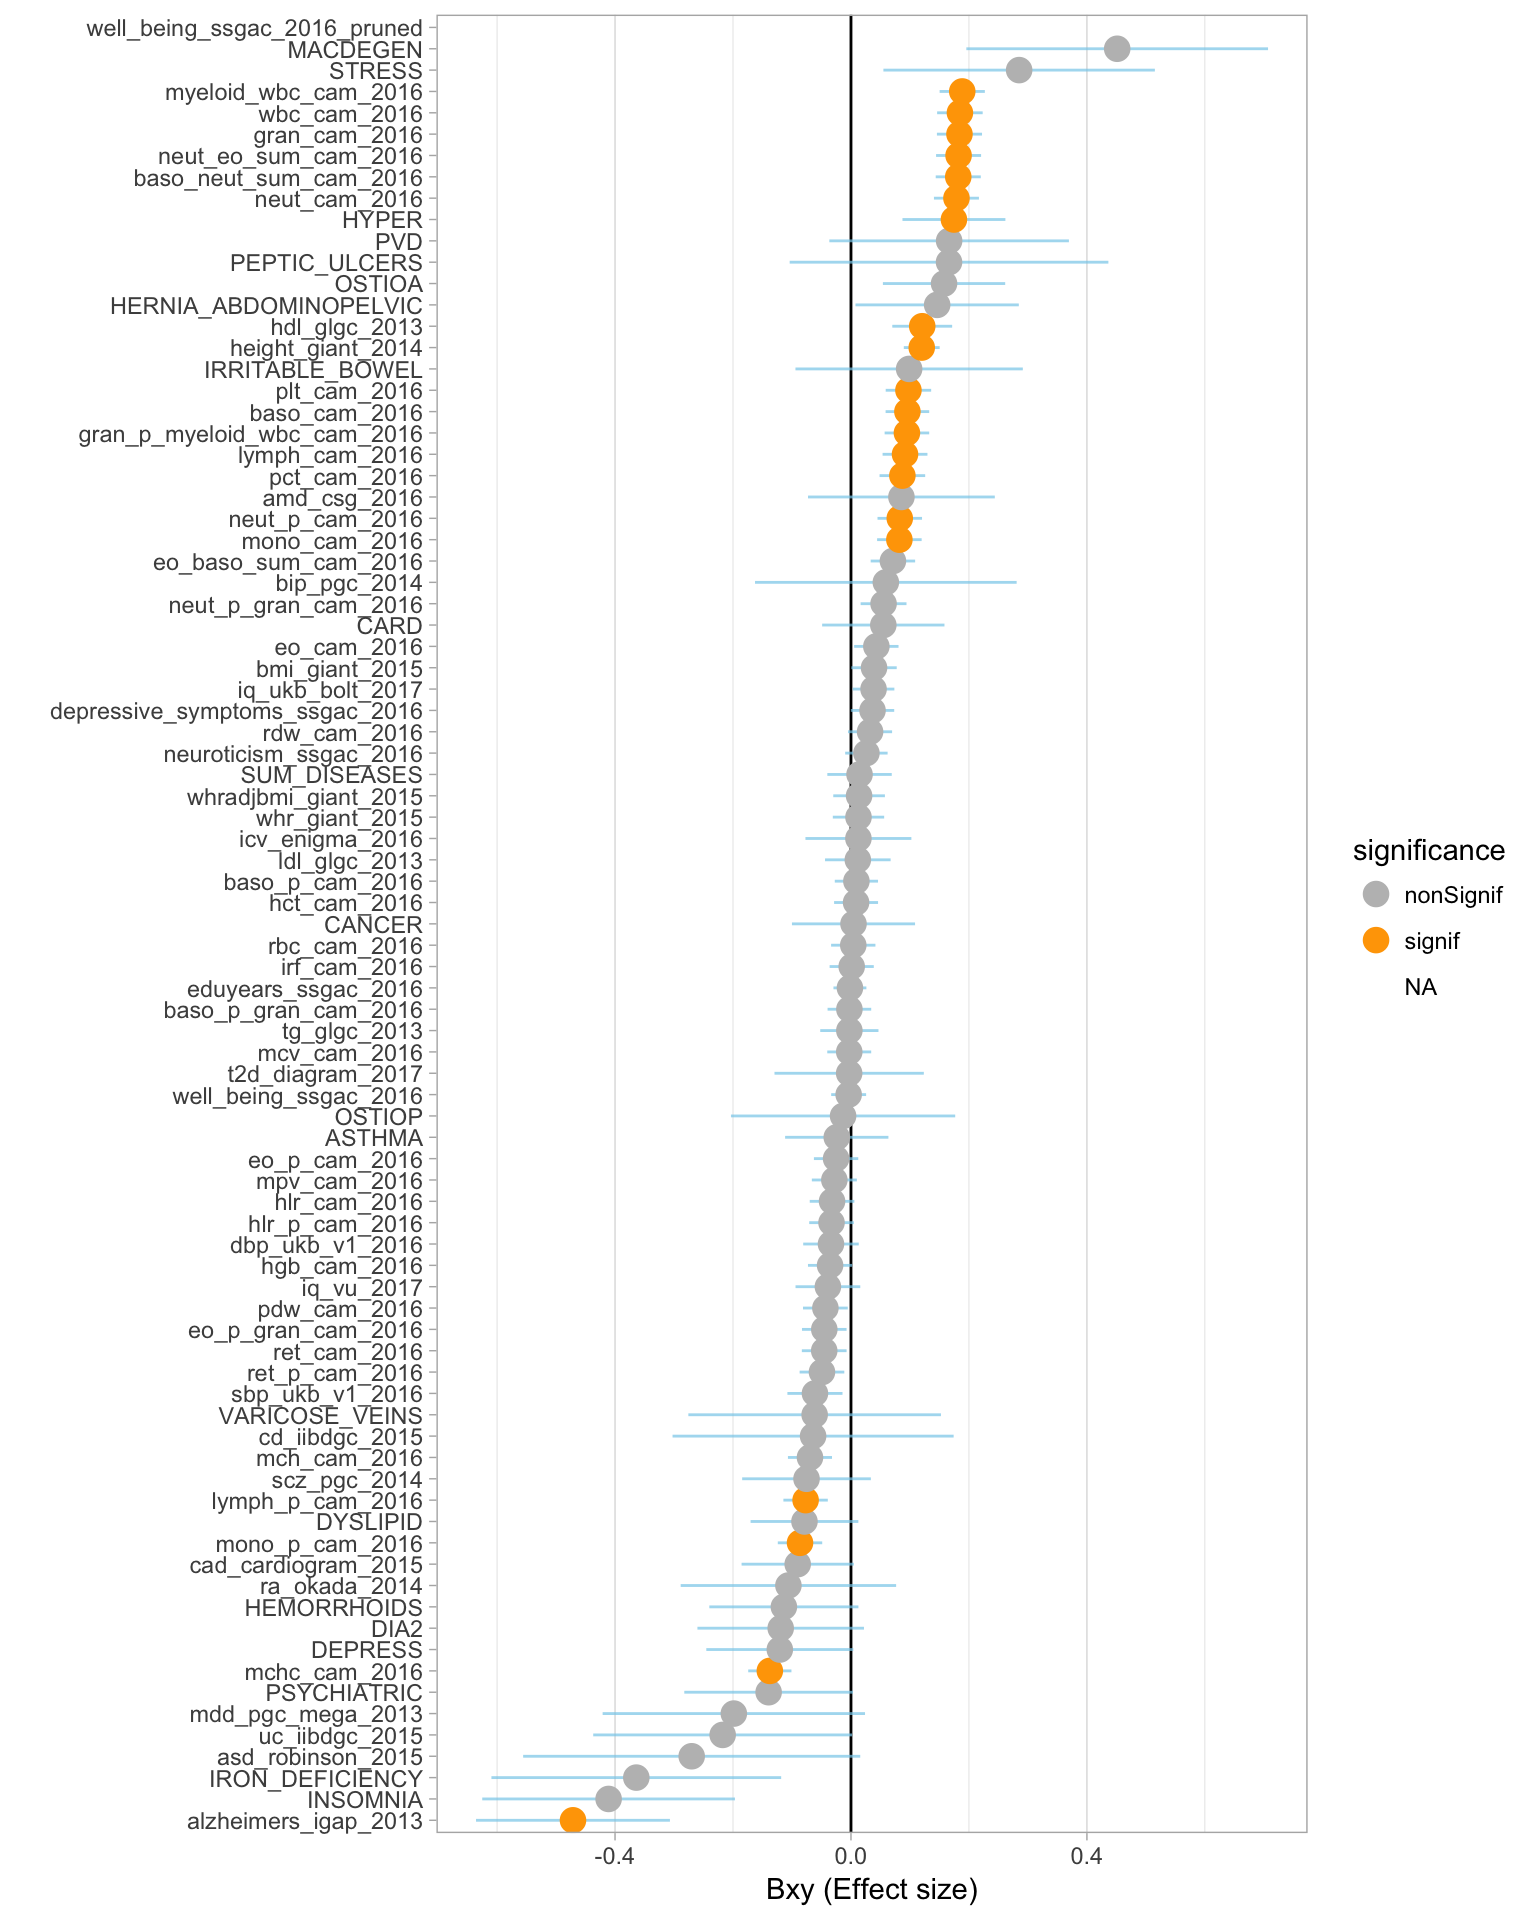 well_being_ssgac_2016_pruned
MACDEGEN
STRESS
myeloid_wbc_cam_2016
wbc_cam_2016
gran_cam_2016
neut_eo_sum_cam_2016
baso_neut_sum_cam_2016
neut_cam_2016
HYPER
PVD
PEPTIC_ULCERS
OSTIOA
HERNIA_ABDOMINOPELVIC
hdl_glgc_2013
height_giant_2014
IRRITABLE_BOWEL
plt_cam_2016
baso_cam_2016
gran_p_myeloid_wbc_cam_2016
lymph_cam_2016
pct_cam_2016
amd_csg_2016
neut_p_cam_2016
mono_cam_2016
eo_baso_sum_cam_2016
bip_pgc_2014
neut_p_gran_cam_2016
CARD
eo_cam_2016
bmi_giant_2015
iq_ukb_bolt_2017
depressive_symptoms_ssgac_2016
rdw_cam_2016
neuroticism_ssgac_2016
SUM_DISEASES
whradjbmi_giant_2015
whr_giant_2015
icv_enigma_2016
ldl_glgc_2013
baso_p_cam_2016
hct_cam_2016
CANCER
rbc_cam_2016
irf_cam_2016
eduyears_ssgac_2016
baso_p_gran_cam_2016
tg_glgc_2013
mcv_cam_2016
t2d_diagram_2017
well_being_ssgac_2016
OSTIOP
ASTHMA
eo_p_cam_2016
mpv_cam_2016
hlr_cam_2016
hlr_p_cam_2016
dbp_ukb_v1_2016
hgb_cam_2016
iq_vu_2017
pdw_cam_2016
eo_p_gran_cam_2016
ret_cam_2016
ret_p_cam_2016
sbp_ukb_v1_2016
VARICOSE_VEINS
cd_iibdgc_2015
mch_cam_2016
scz_pgc_2014
lymph_p_cam_2016
DYSLIPID
mono_p_cam_2016
cad_cardiogram_2015
ra_okada_2014
HEMORRHOIDS
DIA2
DEPRESS
mchc_cam_2016
PSYCHIATRIC
mdd_pgc_mega_2013
uc_iibdgc_2015
asd_robinson_2015
IRON_DEFICIENCY
INSOMNIA
alzheimers_igap_2013
-0.4 0.0 0.4
Bxy (Effect size)
significance
nonSignif
signif
NA